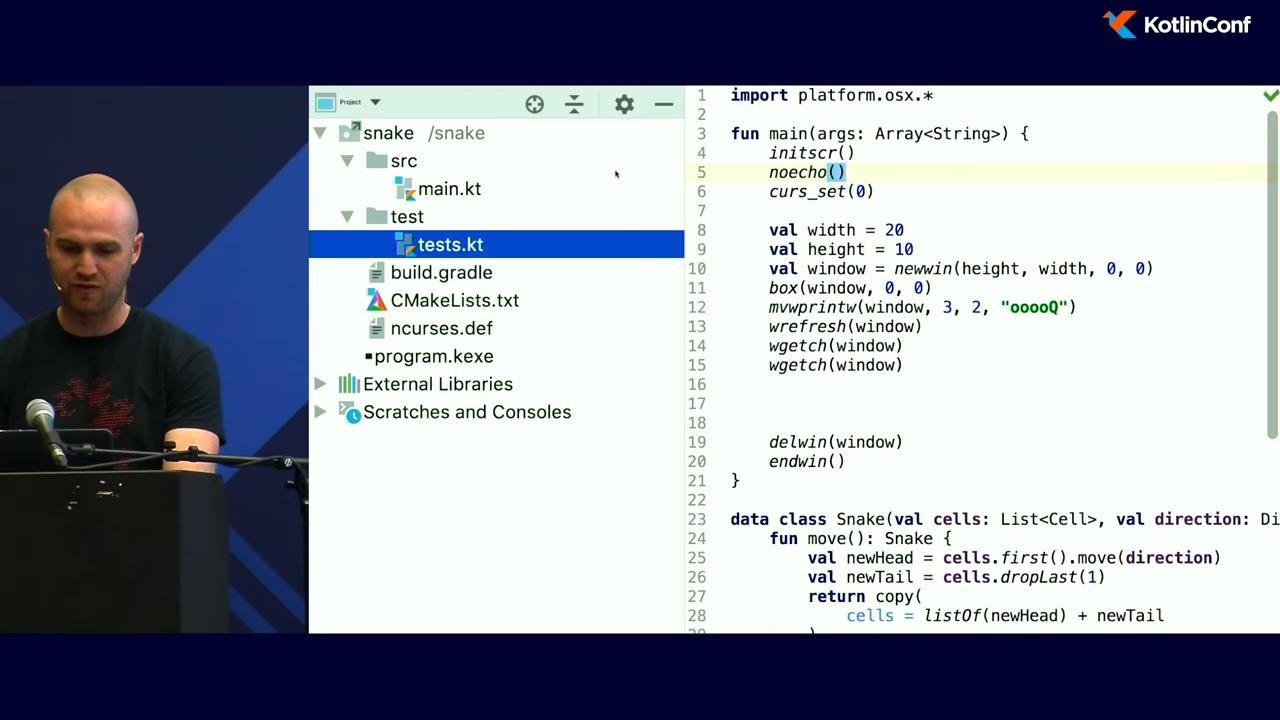 KotlinConf
Project
snake /snake
src
main.kt
test
tests.kt
build.gradle
CMakeLists.txt
ncurses.def
program.kexe
External Libraries
Scratches and Consoles
1 import platform.osx.*
2
3 fun main(args: Array<String>) {
4 initscr()
5 noecho()
6 curs_set(0)
7
8 val width = 20
9 val height = 10
10 val window = newwin(height, width, 0, 0)
11 box(window, 0, 0)
12 mvwprintw(window, 3, 2, "ooooQ")
13 wrefresh(window)
14 wgetch(window)
15 wgetch(window)
16
17
18
19 delwin(window)
20 endwin()
21 }
22
23 data class Snake(val cells: List<Cell>, val direction: Di
24 fun move(): Snake {
25 val newHead = cells.first().move(direction)
26 val newTail = cells.dropLast(1)
27 return copy(
28 cells = listOf(newHead) + newTail
29 )